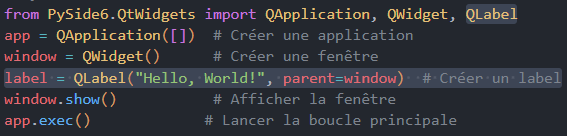 from PySide6.QtWidgets import QApplication, QWidget, QLabel
app = QApplication([])  # Créer une application
window = QWidget()      # Créer une fenêtre
label = QLabel("Hello, World!", parent=window)  # Créer un label
window.show()           # Afficher la fenêtre
app.exec()             # Lancer la boucle principale